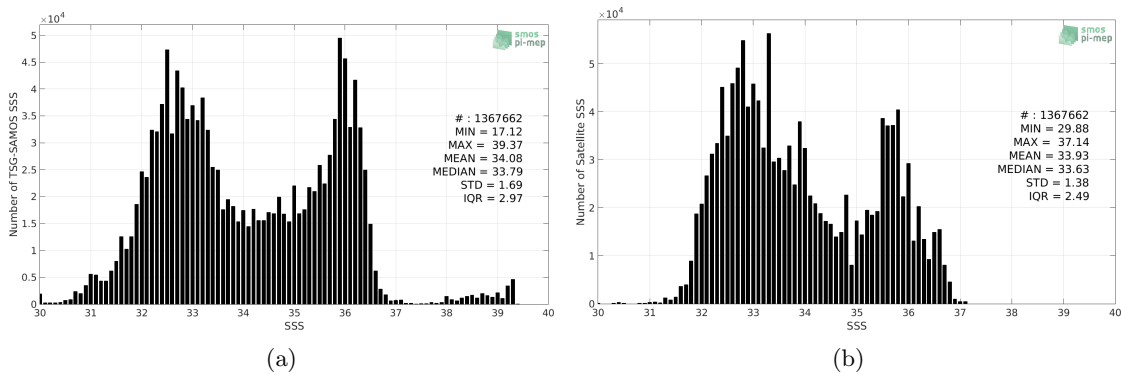 ×10⁴
smos
pi-mep
Number of TSG-SAMOS SSS
5
4.5
4
3.5
3
2.5
2
1.5
1
0.5
0
# : 1367662
MIN = 17.12
MAX = 39.37
MEAN = 34.08
MEDIAN = 33.79
STD = 1.69
IQR = 2.97
30 31 32 33 34 35 36 37 38 39 40
SSS
(a)
×10⁴
smos
pi-mep
Number of Satellite SSS
5
4
3
2
1
0
# : 1367662
MIN = 29.88
MAX = 37.14
MEAN = 33.93
MEDIAN = 33.63
STD = 1.38
IQR = 2.49
30 31 32 33 34 35 36 37 38 39 40
SSS
(b)